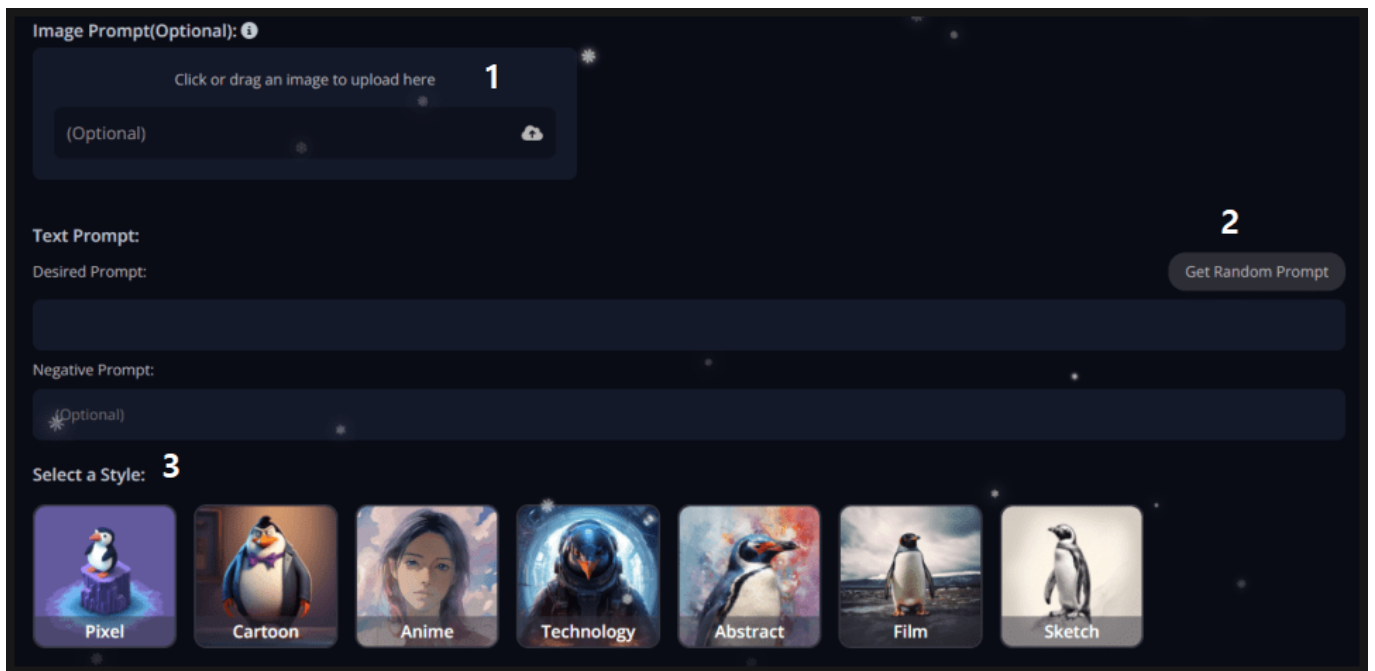 Image Prompt(Optional):
Click or drag an image to upload here 1
(Optional)
2
Text Prompt:
Desired Prompt: Get Random Prompt
Negative Prompt:
(Optional)
Select a Style: 3
Pixel Cartoon Anime Technology Abstract Film Sketch